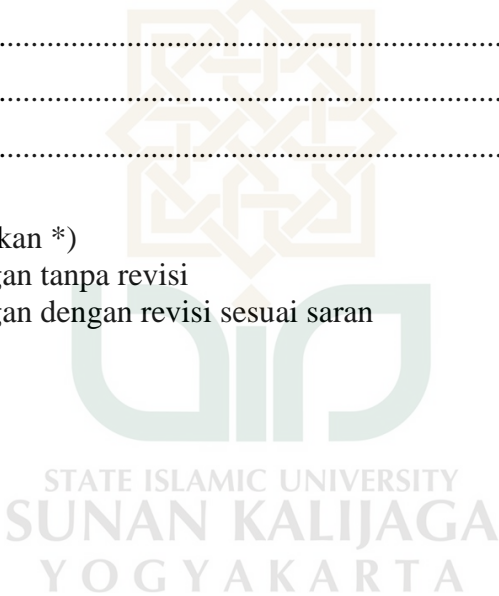 ................................................................
................................................................
................................................................
kan *)
gan tanpa revisi
gan dengan revisi sesuai saran
STATE ISLAMIC UNIVERSITY
SUNAN KALIJAGA
YOGYAKARTA